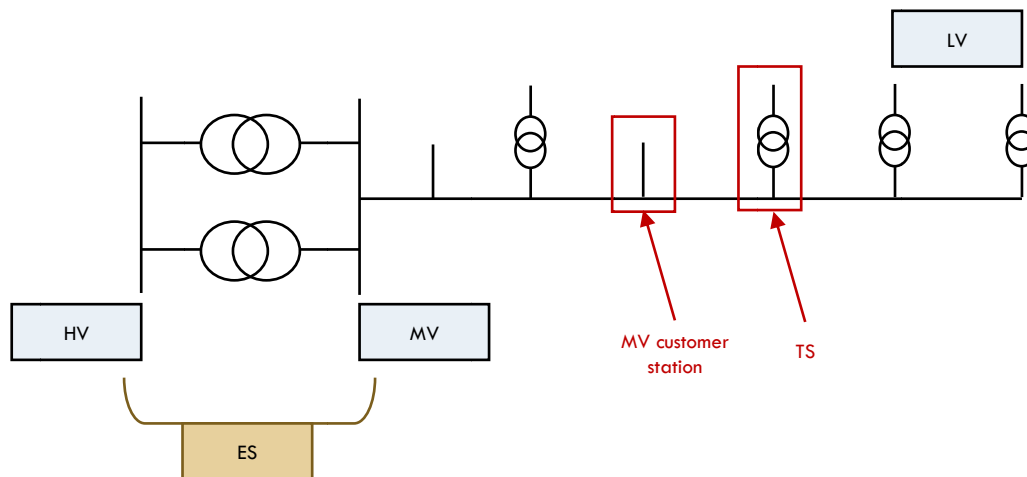 LV
HV
MV
MV customer
station
TS
ES